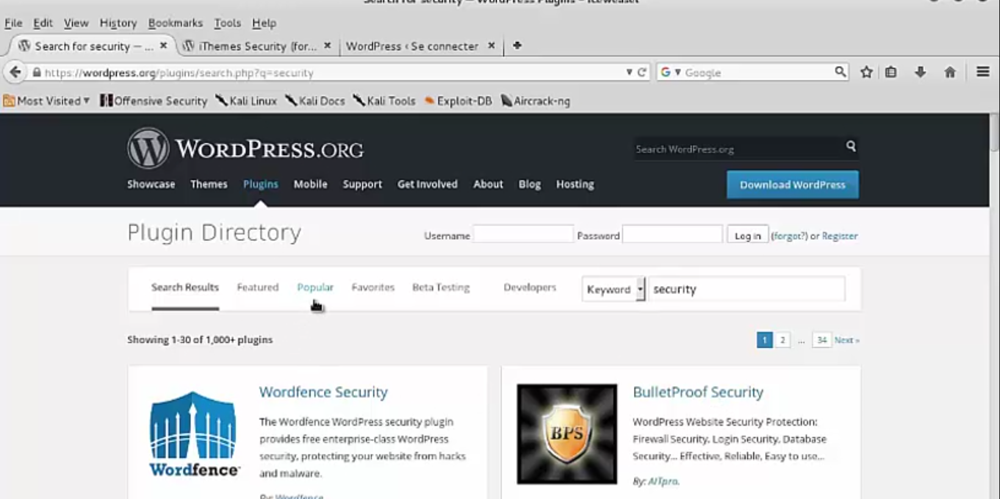 Search for security — WordPress Plugins - Iceweasel
File Edit View History Bookmarks Tools Help
Search for security — ... iThemes Security (for... WordPress ‹ Se connecter
https://wordpress.org/plugins/search.php?q=security Google
Most Visited Offensive Security Kali Linux Kali Docs Kali Tools Exploit-DB Aircrack-ng
WORDPRESS.ORG
Search WordPress.org
Showcase Themes Plugins Mobile Support Get Involved About Blog Hosting Download WordPress
Plugin Directory Username Password Log in (forgot?) or Register
Search Results Featured Popular Favorites Beta Testing Developers Keyword security
Showing 1-30 of 1,000+ plugins 1 2 ... 34 Next »
Wordfence Security
The Wordfence WordPress security plugin
provides free enterprise-class WordPress
security, protecting your website from hacks
and malware.
By: Wordfence
Wordfence
BPS
BulletProof Security
WordPress Website Security Protection:
Firewall Security, Login Security, Database
Security... Effective, Reliable, Easy to use...
By: AITpro.